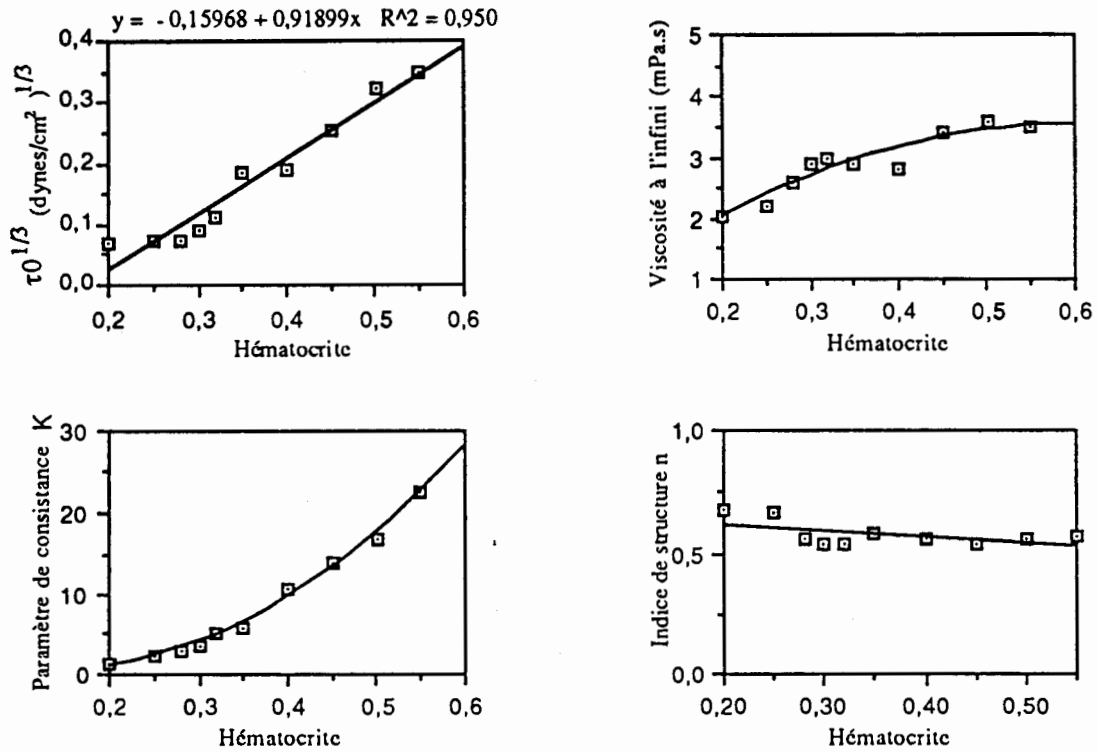 y = - 0,15968 + 0,91899x R^2 = 0,950
τ0^1/3 (dynes/cm²)^1/3
0,4
0,3
0,2
0,1
0,0
0,2 0,3 0,4 0,5 0,6
Hématocrite
Viscosité à l'infini (mPa.s)
5
4
3
2
1
0,2 0,3 0,4 0,5 0,6
Hématocrite
Paramètre de consistance K
30
20
10
0
0,2 0,3 0,4 0,5 0,6
Hématocrite
Indice de structure n
1,0
0,5
0,0
0,20 0,30 0,40 0,50
Hématocrite